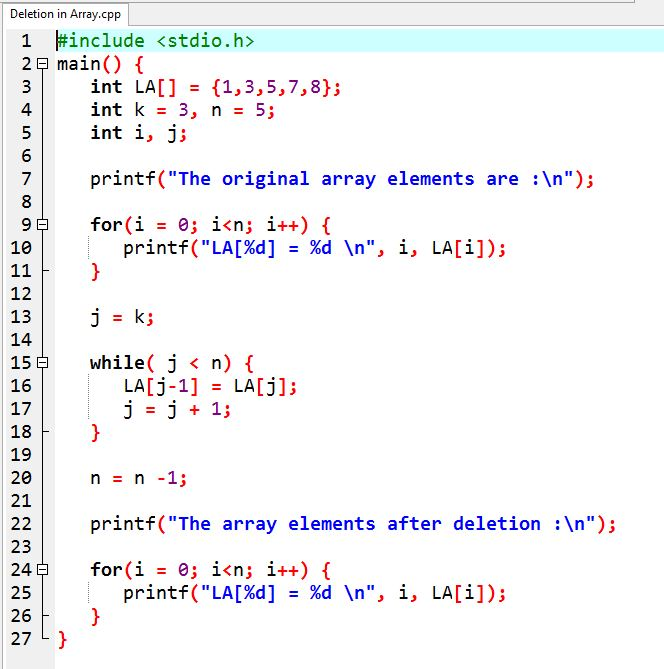 Deletion in Array.cpp
1 #include <stdio.h>
2 main() {
3 int LA[] = {1,3,5,7,8};
4 int k = 3, n = 5;
5 int i, j;
6
7 printf("The original array elements are :\n");
8
9 for(i = 0; i<n; i++) {
10 printf("LA[%d] = %d \n", i, LA[i]);
11 }
12
13 j = k;
14
15 while( j < n) {
16 LA[j-1] = LA[j];
17 j = j + 1;
18 }
19
20 n = n -1;
21
22 printf("The array elements after deletion :\n");
23
24 for(i = 0; i<n; i++) {
25 printf("LA[%d] = %d \n", i, LA[i]);
26 }
27 }